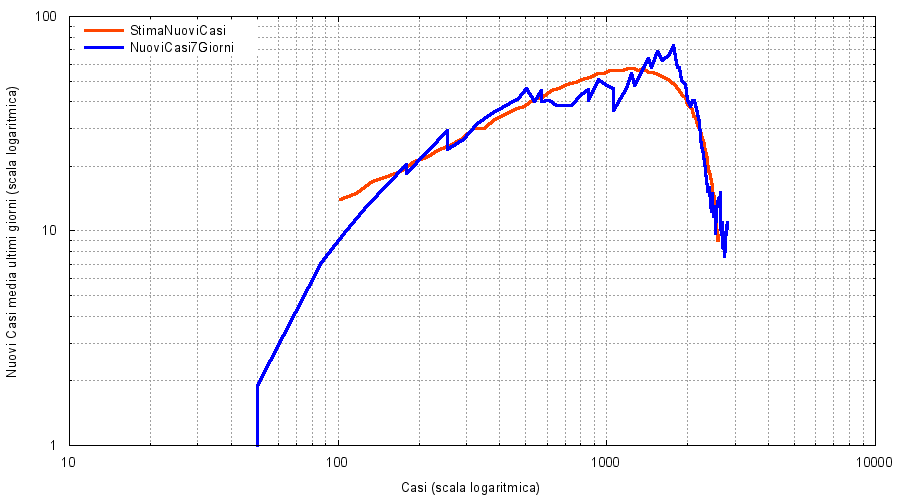 100
StimaNuoviCasi
NuoviCasi7Giorni
10
1
Nuovi Casi media ultimi giorni (scala logaritmica)
10
100
1000
10000
Casi (scala logaritmica)